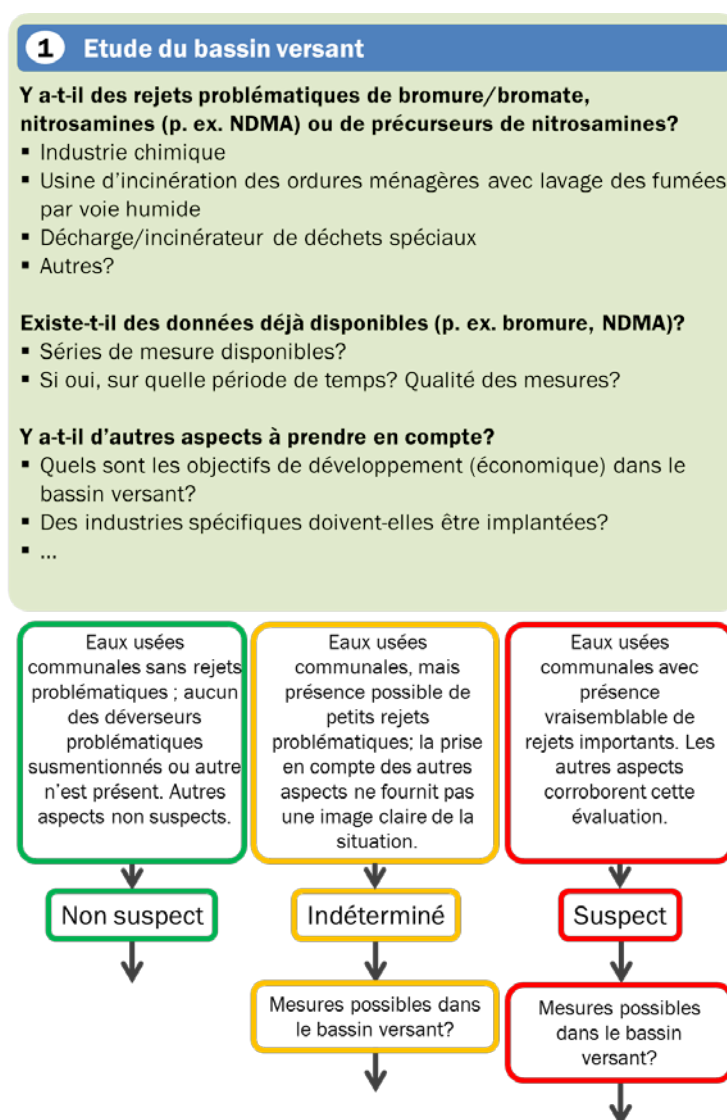 1 Etude du bassin versant
Y a-t-il des rejets problématiques de bromure/bromate,
nitrosamines (p. ex. NDMA) ou de précurseurs de nitrosamines?
▪ Industrie chimique
▪ Usine d'incinération des ordures ménagères avec lavage des fumées
par voie humide
▪ Décharge/incinérateur de déchets spéciaux
▪ Autres?
Existe-t-il des données déjà disponibles (p. ex. bromure, NDMA)?
▪ Séries de mesure disponibles?
▪ Si oui, sur quelle période de temps? Qualité des mesures?
Y a-t-il d'autres aspects à prendre en compte?
▪ Quels sont les objectifs de développement (économique) dans le
bassin versant?
▪ Des industries spécifiques doivent-elles être implantées?
▪ ...
Eaux usées
communales sans rejets
problématiques ; aucun
des déverseurs
problématiques
susmentionnés ou autre
n'est présent. Autres
aspects non suspects.
Eaux usées
communales, mais
présence possible de
petits rejets
problématiques; la prise
en compte des autres
aspects ne fournit pas
une image claire de la
situation.
Eaux usées
communales avec
présence
vraisemblable de
rejets importants. Les
autres aspects
corroborent cette
évaluation.
Non suspect
Indéterminé
Suspect
Mesures possibles dans
le bassin versant?
Mesures possibles
dans le bassin
versant?